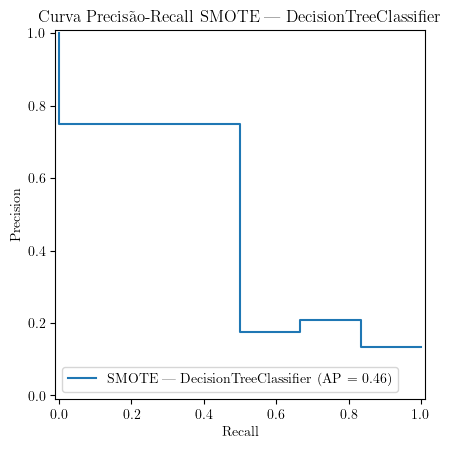 Curva Precisão-Recall SMOTE — DecisionTreeClassifier
1.0
0.8
0.6
0.4
0.2
0.0
Precision
SMOTE — DecisionTreeClassifier (AP = 0.46)
0.0 0.2 0.4 0.6 0.8 1.0
Recall